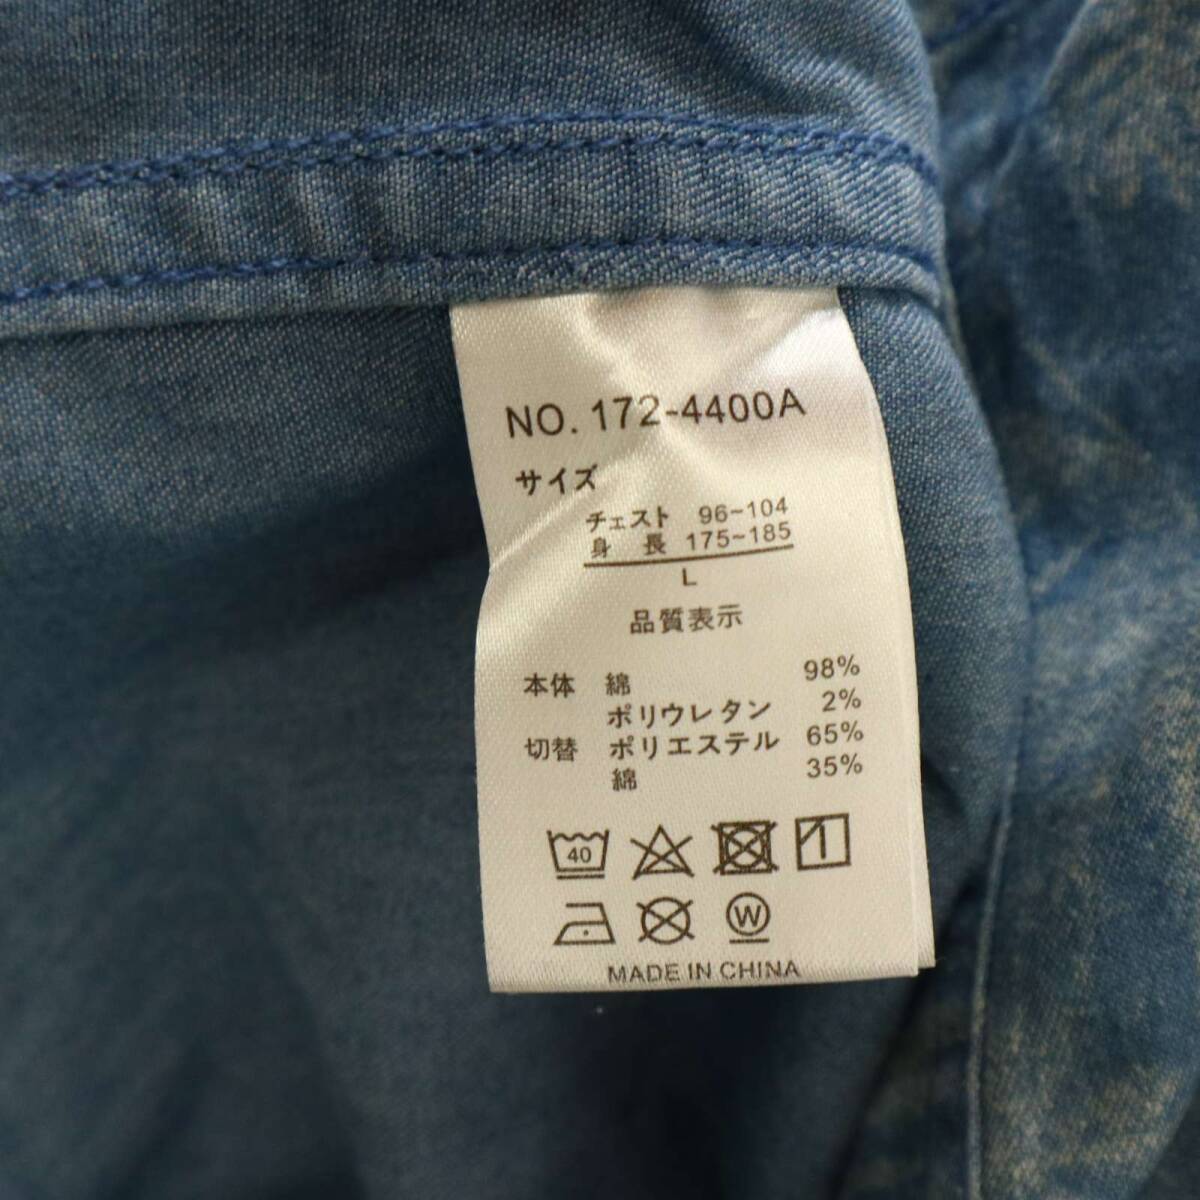 NO. 172-4400A
サイズ
チェスト 96~104
身 長 175~185
L
品質表示
本体 綿 98%
ポリウレタン 2%
切替 ポリエステル 65%
綿 35%
40
W
MADE IN CHINA